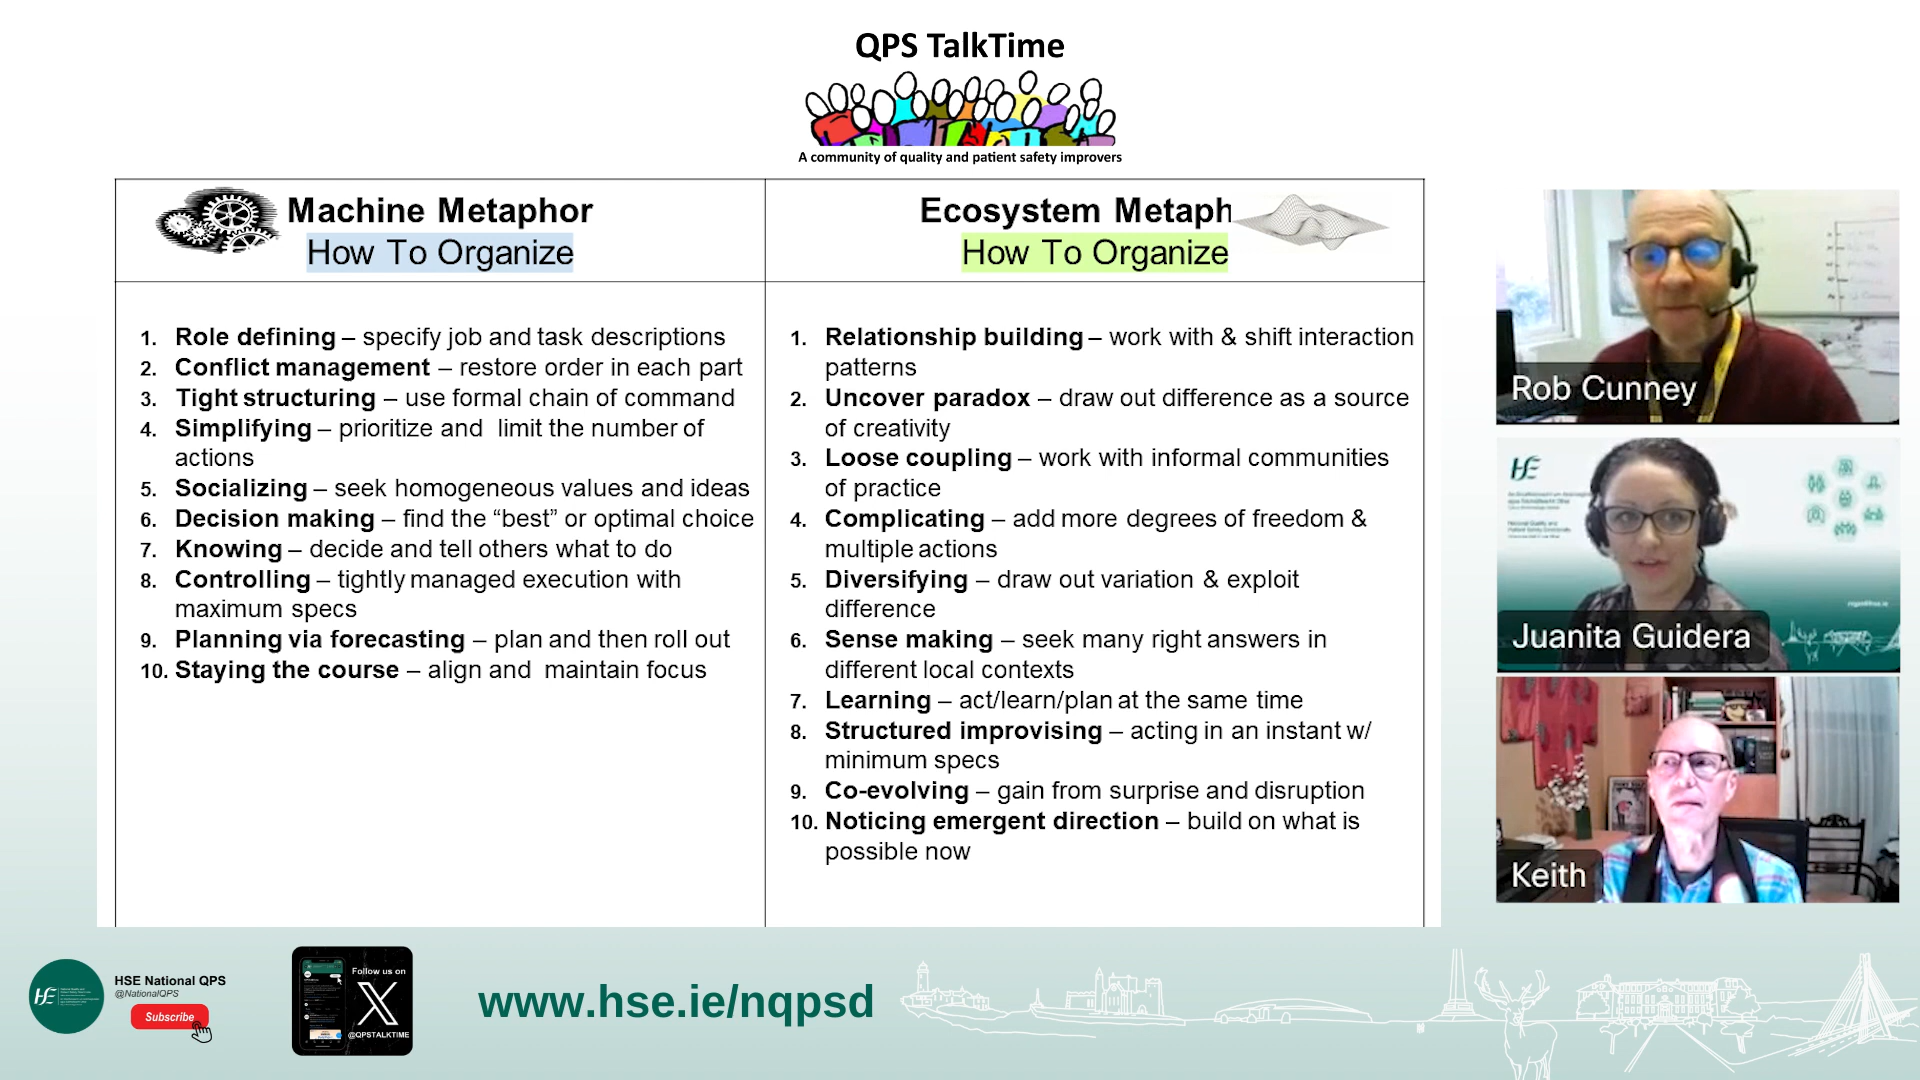 QPS TalkTime
A community of quality and patient safety improvers
Machine Metaphor
How To Organize
1. Role defining – specify job and task descriptions
2. Conflict management – restore order in each part
3. Tight structuring – use formal chain of command
4. Simplifying – prioritize and limit the number of
actions
5. Socializing – seek homogeneous values and ideas
6. Decision making – find the “best” or optimal choice
7. Knowing – decide and tell others what to do
8. Controlling – tightly managed execution with
maximum specs
9. Planning via forecasting – plan and then roll out
10. Staying the course – align and maintain focus
Ecosystem Metaph
How To Organize
1. Relationship building – work with & shift interaction
patterns
2. Uncover paradox – draw out difference as a source
of creativity
3. Loose coupling – work with informal communities
of practice
4. Complicating – add more degrees of freedom &
multiple actions
5. Diversifying – draw out variation & exploit
difference
6. Sense making – seek many right answers in
different local contexts
7. Learning – act/learn/plan at the same time
8. Structured improvising – acting in an instant w/
minimum specs
9. Co-evolving – gain from surprise and disruption
10. Noticing emergent direction – build on what is
possible now
Rob Cunney
Juanita Guidera
Keith
HSE National QPS
@NationalQPS
Subscribe
Follow us on
X
@QPSTALKTIME
www.hse.ie/nqpsd